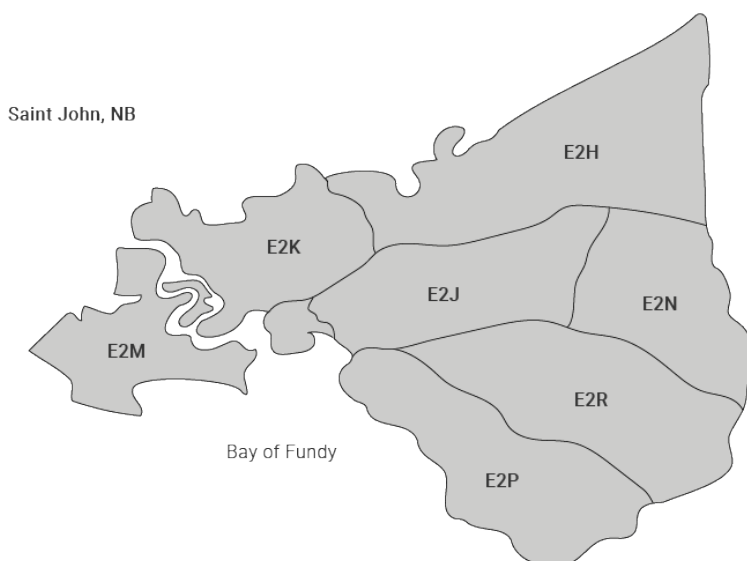 Saint John, NB
E2H
E2K
E2J
E2N
E2M
E2R
Bay of Fundy
E2P